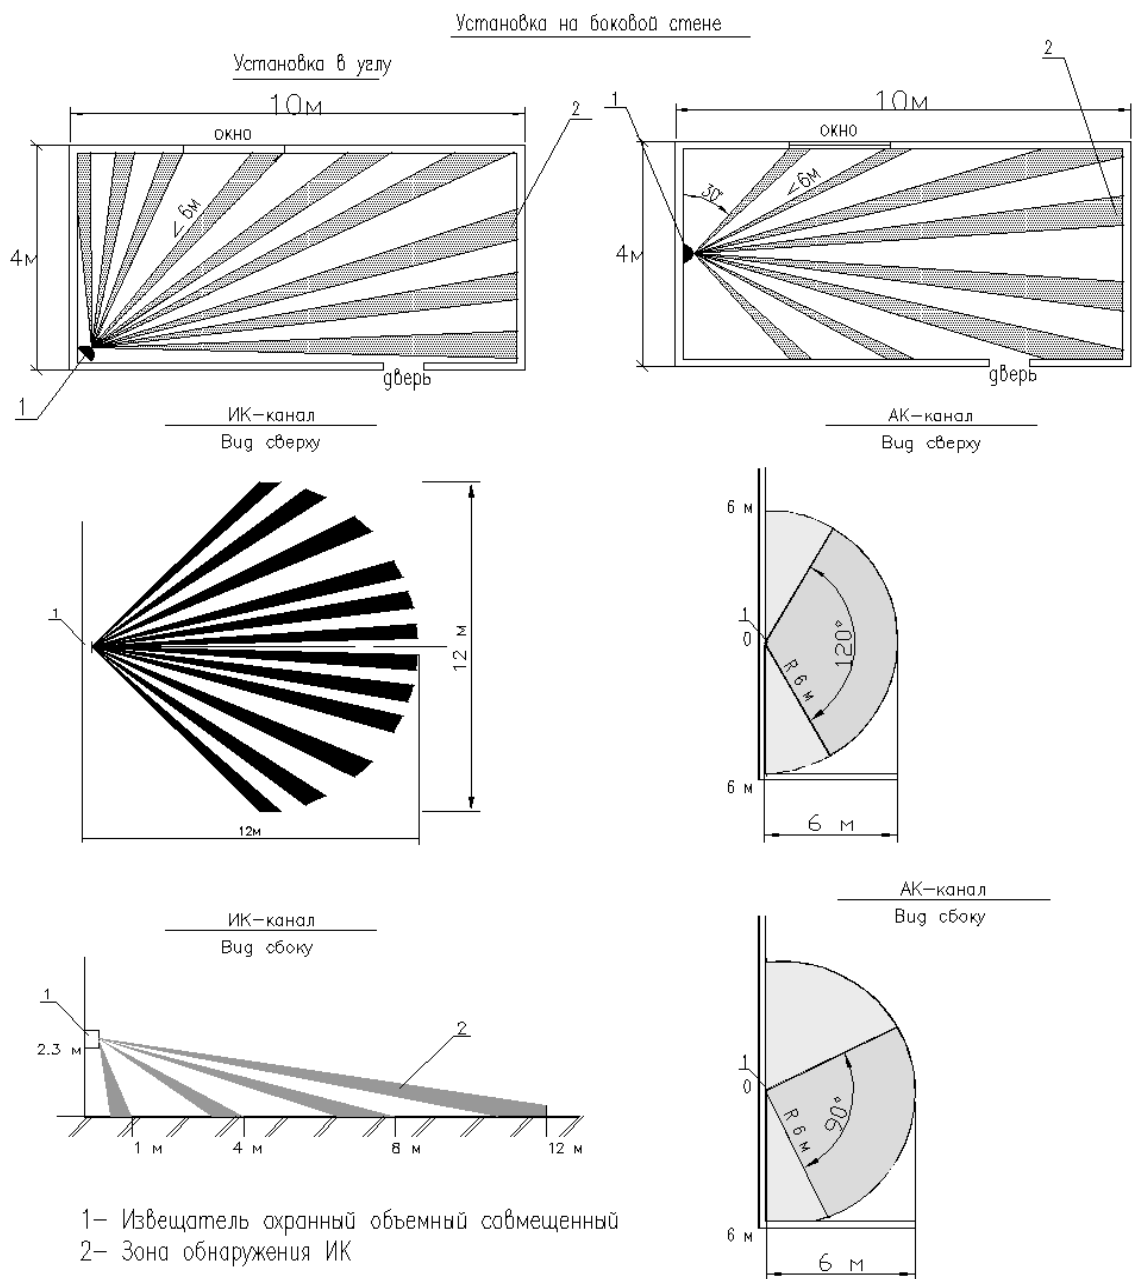 Установка на боковой стене
Установка в углу
2
10м
1
2
10м
окно
окно
30°
< 6м
< 6м
4м
4м
1
дверь
дверь
ИК-канал
Вид сверху
АК-канал
Вид сверху
6 м
1
0
120°
R 6 м
1
12 м
6 м
12м
6 м
АК-канал
Вид сбоку
ИК-канал
Вид сбоку
1
2
2.3 м
1 м
4 м
8 м
12 м
1
0
90°
R 6 м
6 м
6 м
1- Извещатель охранный объемный совмещенный
2- Зона обнаружения ИК